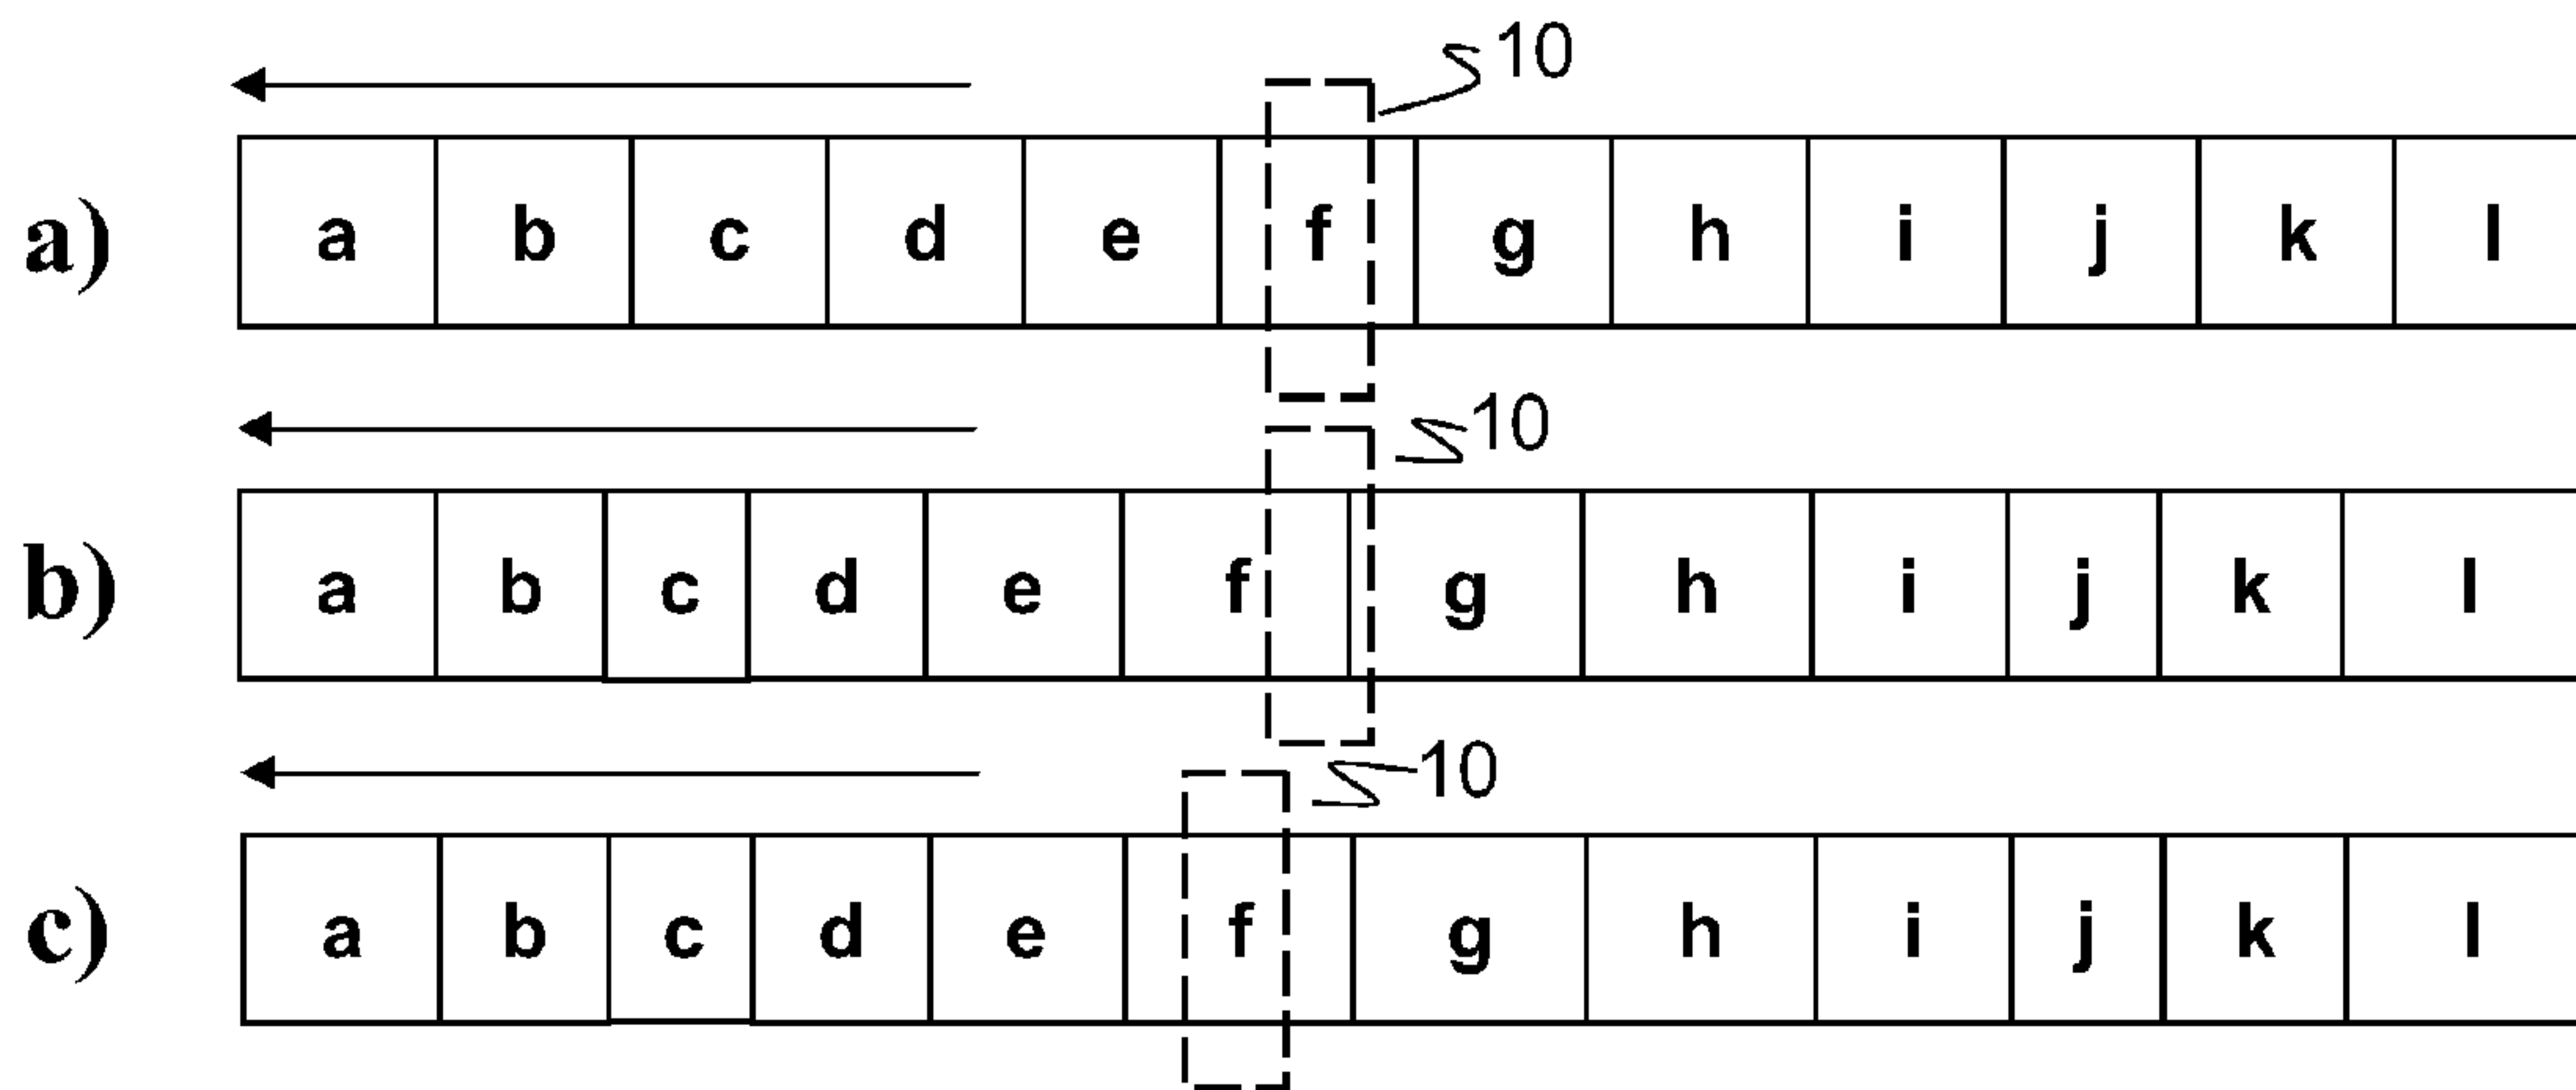 10
a) a b c d e f g h i j k l
10
b) a b c d e f g h i j k l
10
c) a b c d e f g h i j k l